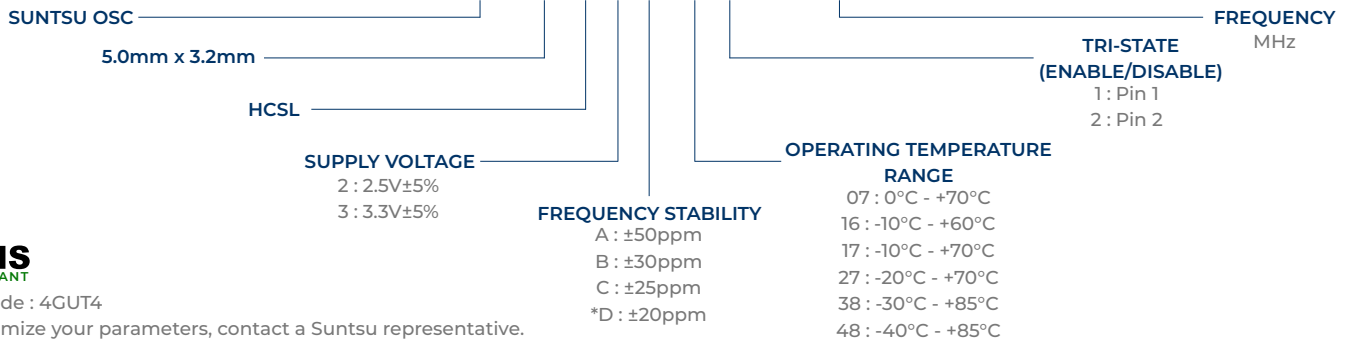 SUNTSU OSC
FREQUENCY
MHz
5.0mm x 3.2mm
TRI-STATE
(ENABLE/DISABLE)
1 : Pin 1
2 : Pin 2
HCSL
SUPPLY VOLTAGE
2 : 2.5V±5%
3 : 3.3V±5%
OPERATING TEMPERATURE
RANGE
07 : 0°C - +70°C
16 : -10°C - +60°C
17 : -10°C - +70°C
27 : -20°C - +70°C
38 : -30°C - +85°C
48 : -40°C - +85°C
FREQUENCY STABILITY
A : ±50ppm
B : ±30ppm
C : ±25ppm
*D : ±20ppm
de : 4GUT4
mize your parameters, contact a Suntsu representative.